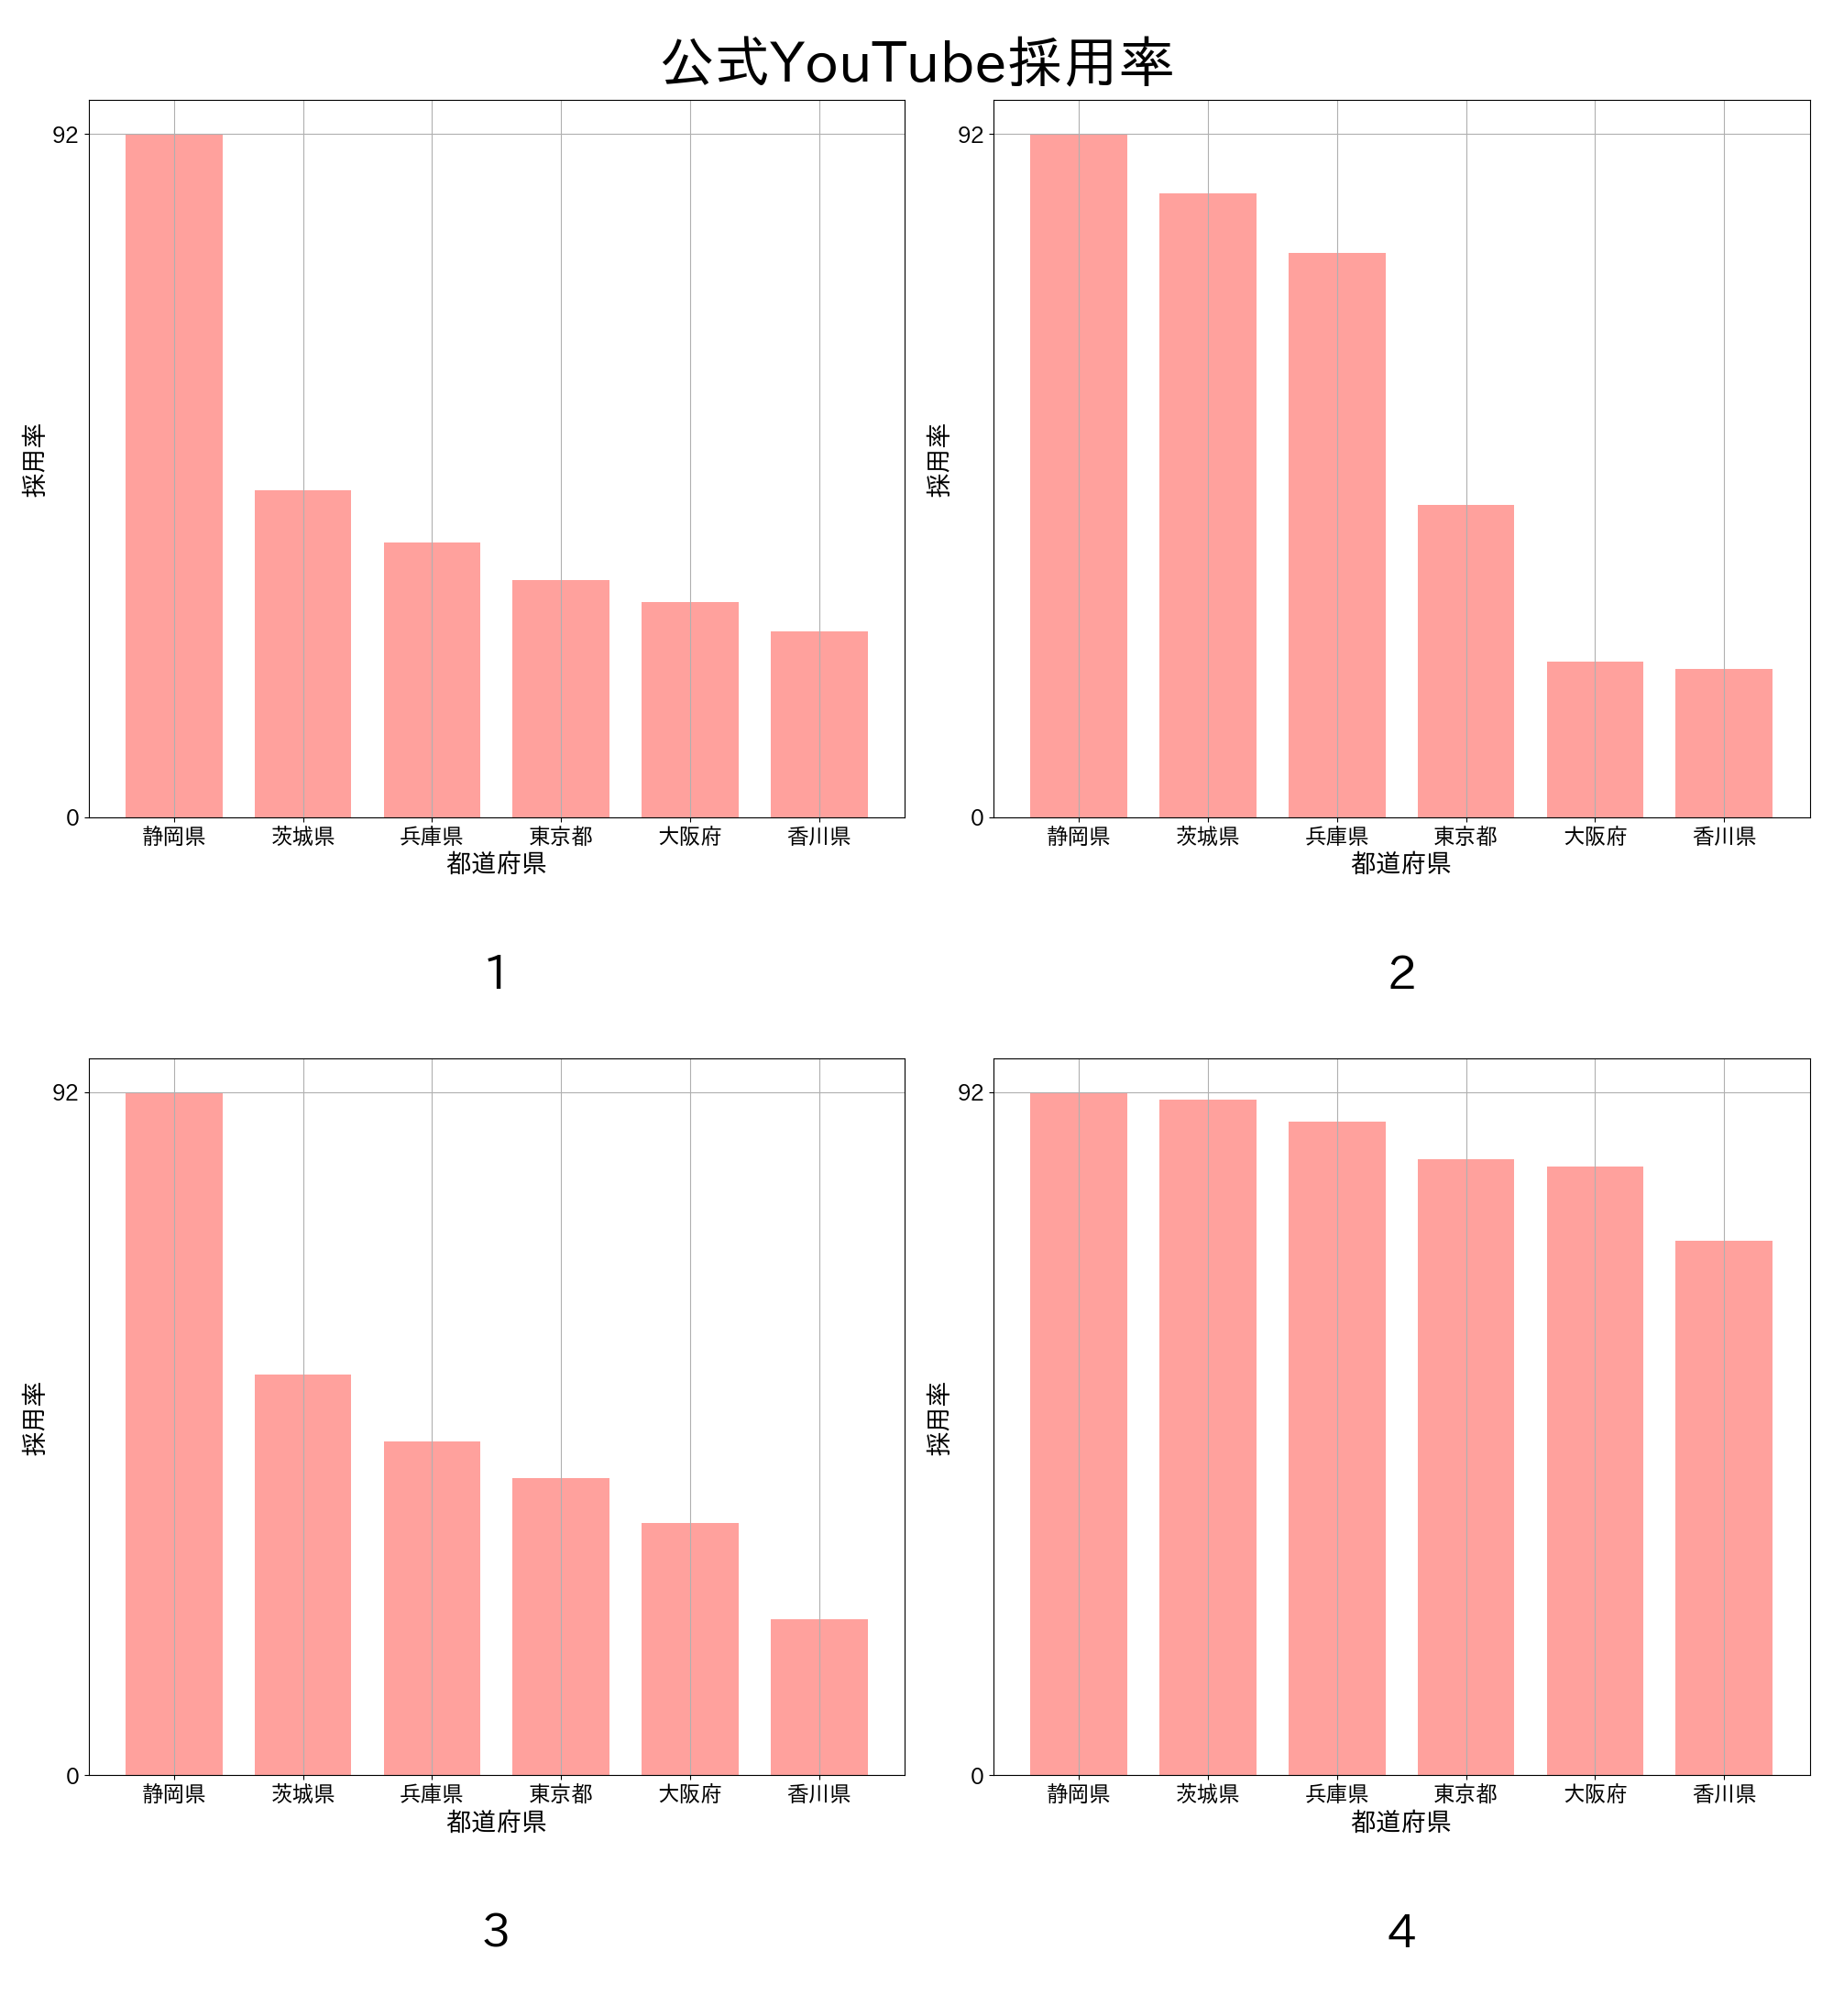 公式YouTube採用率
92
0
採用率
静岡県 茨城県 兵庫県 東京都 大阪府 香川県
都道府県
1
92
0
採用率
静岡県 茨城県 兵庫県 東京都 大阪府 香川県
都道府県
2
92
0
採用率
静岡県 茨城県 兵庫県 東京都 大阪府 香川県
都道府県
3
92
0
採用率
静岡県 茨城県 兵庫県 東京都 大阪府 香川県
都道府県
4